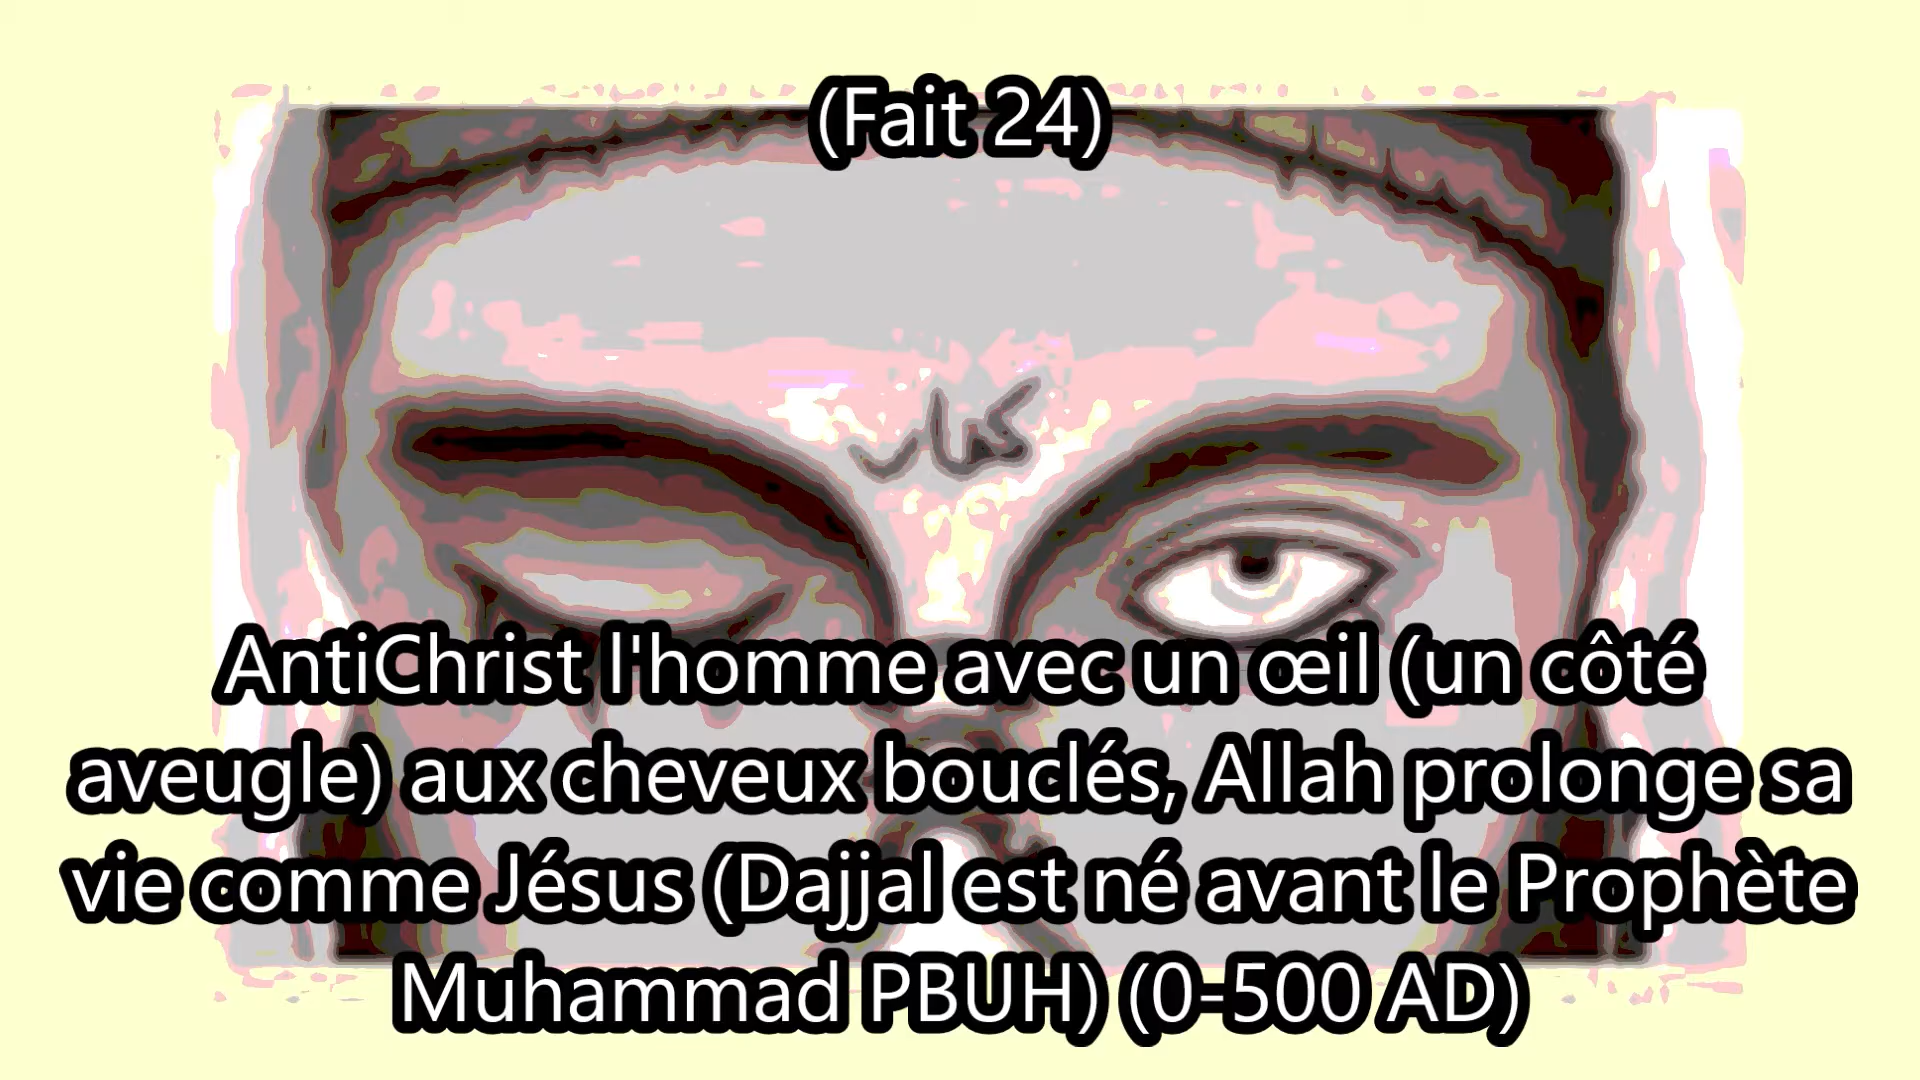 (Fait 24)
كفار
AntiChrist l'homme avec un œil (un côté
aveugle) aux cheveux bouclés, Allah prolonge sa
vie comme Jésus (Dajjal est né avant le Prophète
Muhammad PBUH) (0-500 AD)